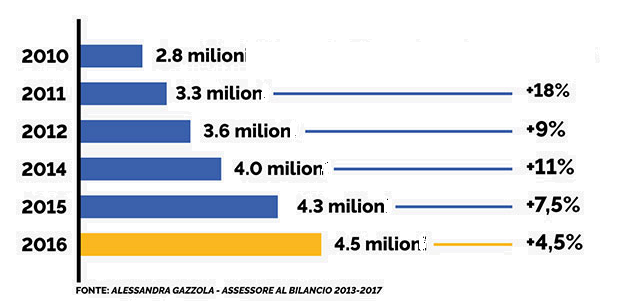 2010 2.8 milioni
2011 3.3 milion +18%
2012 3.6 milion +9%
2014 4.0 milion +11%
2015 4.3 milion +7,5%
2016 4.5 milion +4,5%
FONTE: ALESSANDRA GAZZOLA - ASSESSORE AL BILANCIO 2013-2017